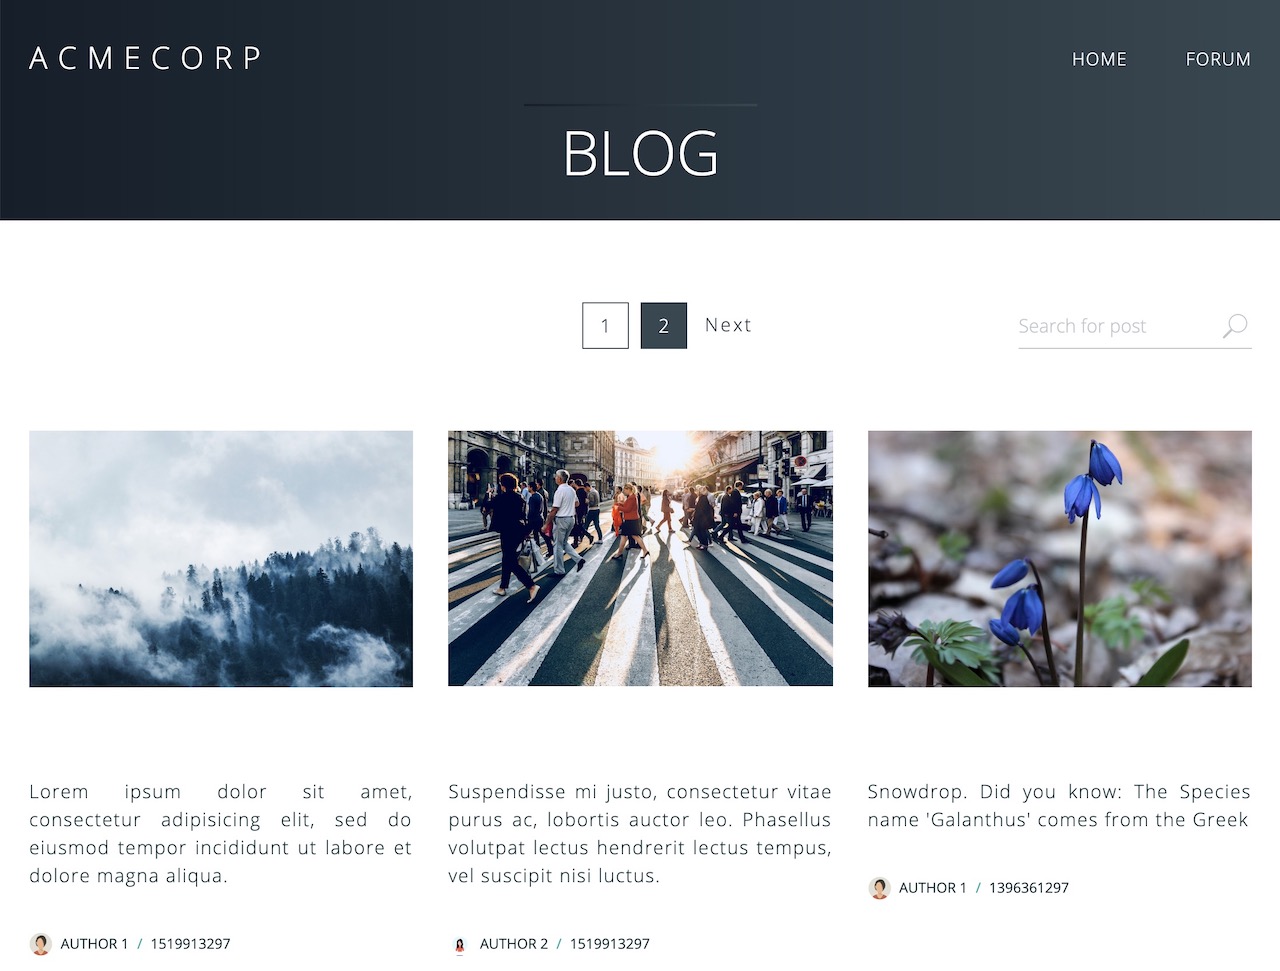 ACMECORP
HOME
FORUM
BLOG
1
2
Next
Search for post
Lorem ipsum dolor sit amet,
consectetur adipisicing elit, sed do
eiusmod tempor incididunt ut labore et
dolore magna aliqua.
AUTHOR 1 / 1519913297
Suspendisse mi justo, consectetur vitae
purus ac, lobortis auctor leo. Phasellus
volutpat lectus hendrerit lectus tempus,
vel suscipit nisi luctus.
AUTHOR 2 / 1519913297
Snowdrop. Did you know: The Species
name 'Galanthus' comes from the Greek
AUTHOR 1 / 1396361297